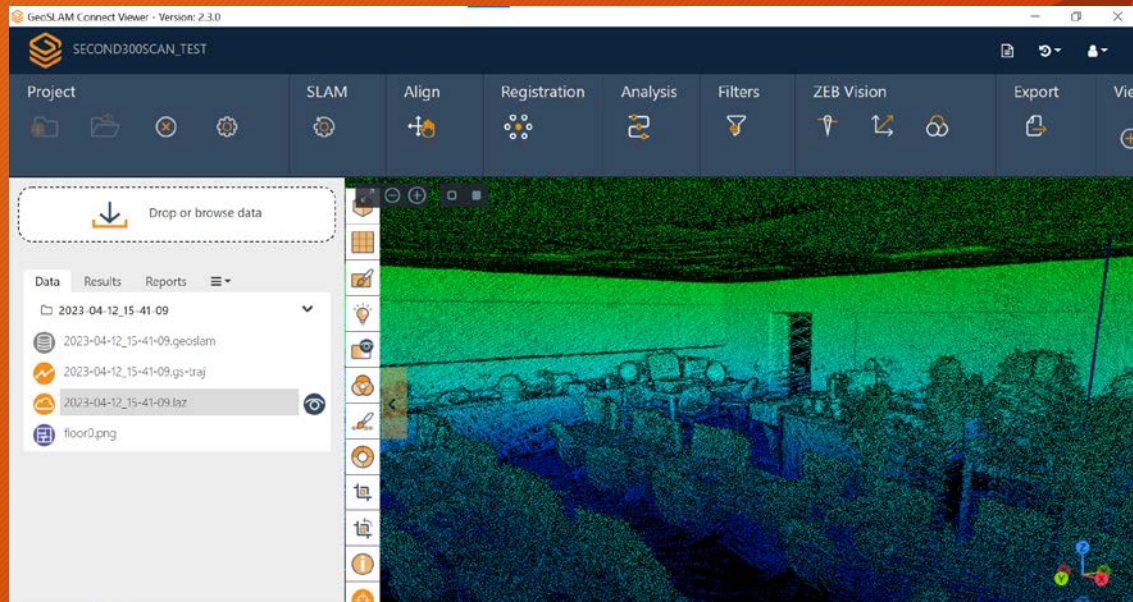 GeoSLAM Connect Viewer - Version: 2.3.0
SECOND300SCAN_TEST
Project SLAM Align Registration Analysis Filters ZEB Vision Export Vie
Drop or browse data
Data Results Reports
2023-04-12_15-41-09
2023-04-12_15-41-09.geoslam
2023-04-12_15-41-09.gs-traj
2023-04-12_15-41-09.laz
floor0.png
Z
Y X